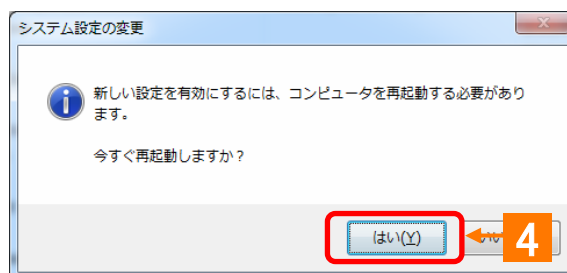 システム設定の変更
新しい設定を有効にするには、コンピュータを再起動する必要があり
ます。
今すぐ再起動しますか？
はい(Y)
4